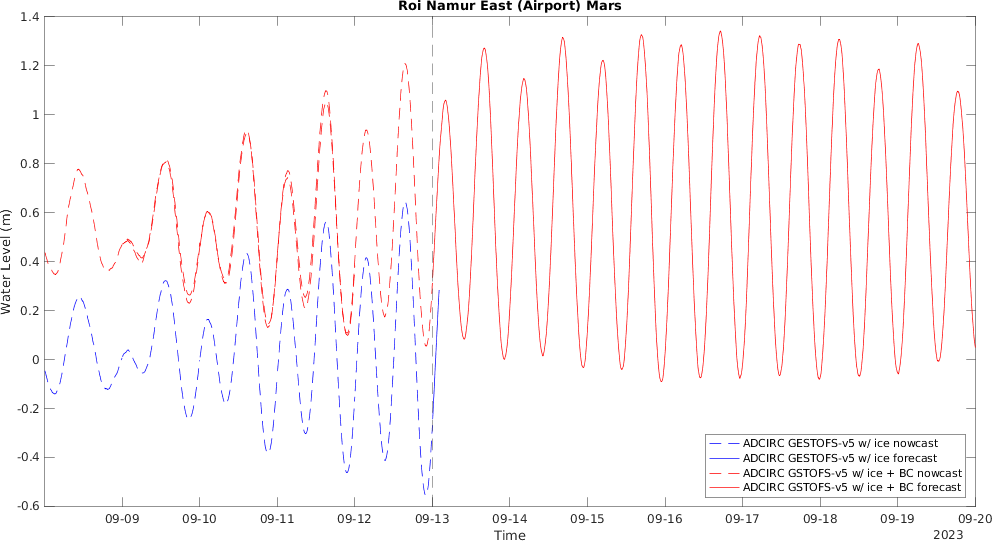 Roi Namur East (Airport) Mars
1.4
1.2
1
0.8
0.6
0.4
0.2
0
-0.2
-0.4
-0.6
Water Level (m)
ADCIRC GESTOFS-v5 w/ ice nowcast
ADCIRC GESTOFS-v5 w/ ice forecast
ADCIRC GSTOFS-v5 w/ ice + BC nowcast
ADCIRC GSTOFS-v5 w/ ice + BC forecast
09-09 09-10 09-11 09-12 09-13 09-14 09-15 09-16 09-17 09-18 09-19 09-20
Time
2023